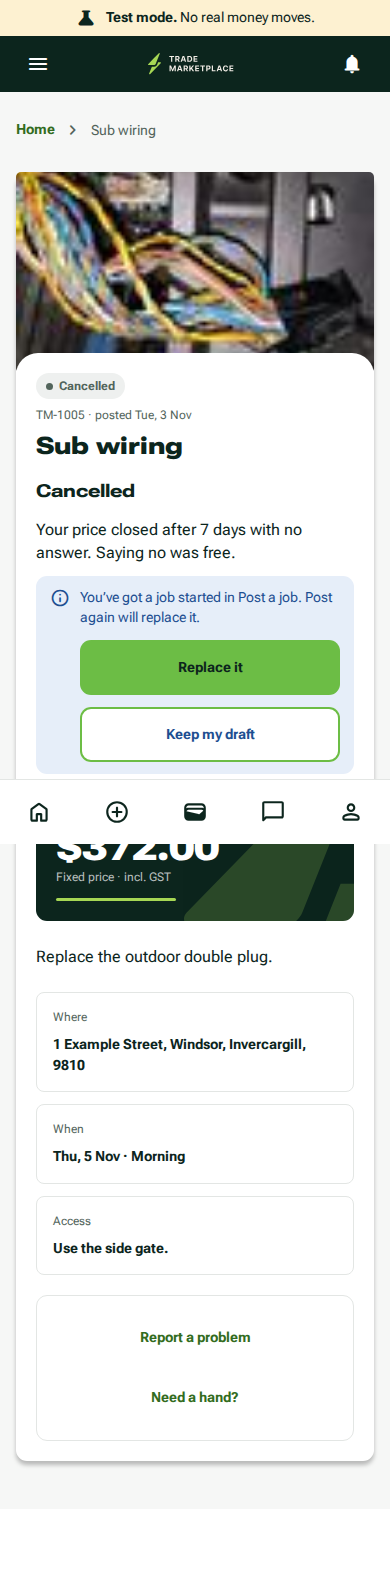 Test mode. No real money moves.
TRADE
MARKETPLACE
Home > Sub wiring
Cancelled
TM-1005 · posted Tue, 3 Nov
Sub wiring
Cancelled
Your price closed after 7 days with no
answer. Saying no was free.
You've got a job started in Post a job. Post
again will replace it.
Replace it
Keep my draft
$372.00
Fixed price · incl. GST
Replace the outdoor double plug.
Where
1 Example Street, Windsor, Invercargill,
9810
When
Thu, 5 Nov · Morning
Access
Use the side gate.
Report a problem
Need a hand?